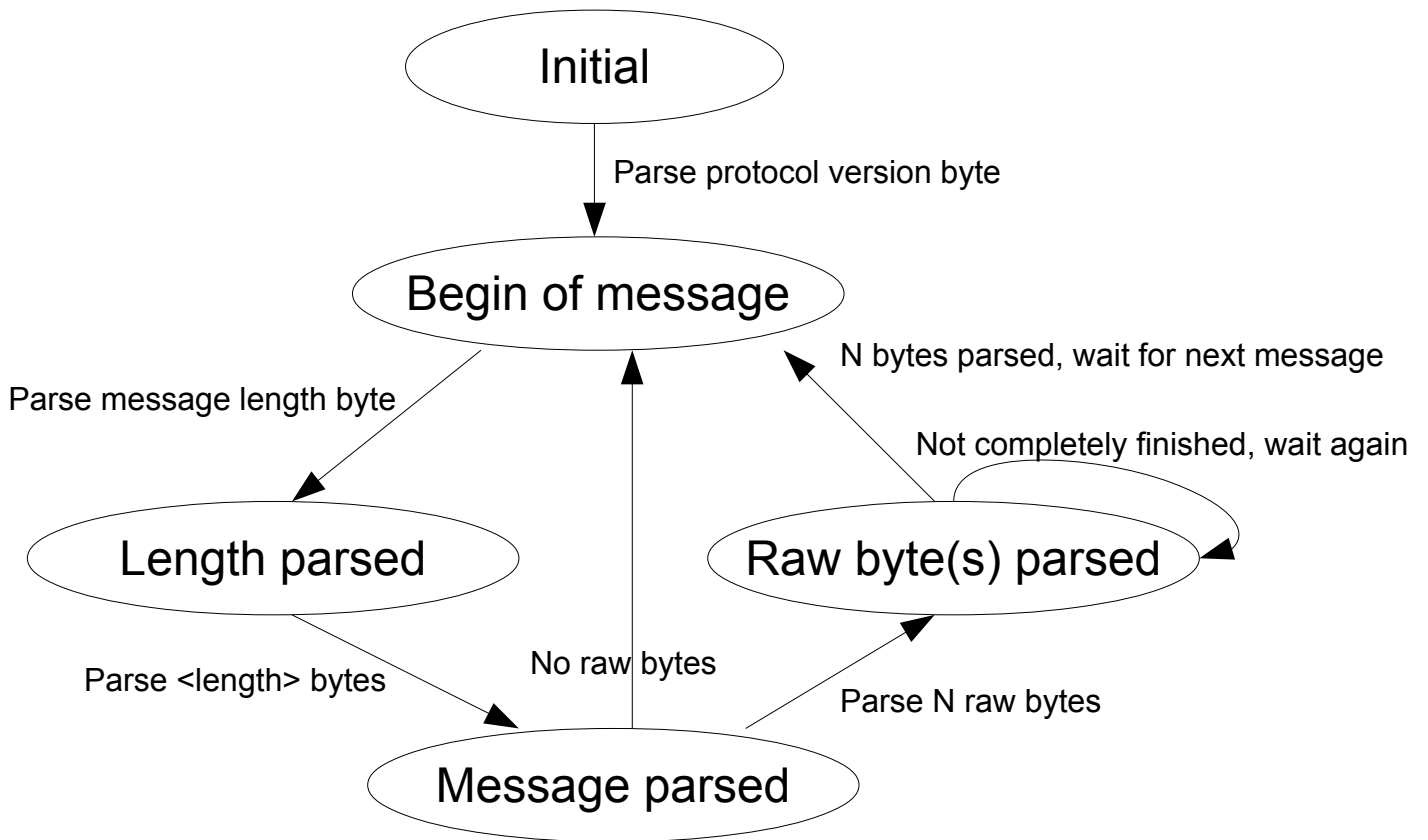 Initial
Parse protocol version byte
Begin of message
N bytes parsed, wait for next message
Parse message length byte
Not completely finished, wait again
Length parsed
Raw byte(s) parsed
No raw bytes
Parse <length> bytes
Parse N raw bytes
Message parsed